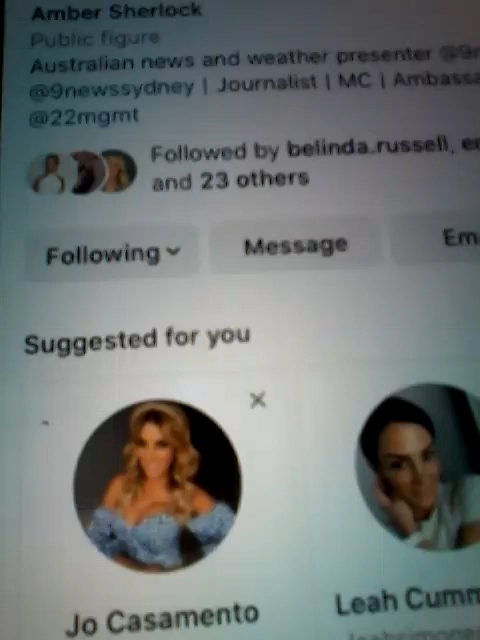 Amber Sherlock
Public figure
Australian news and weather presenter
@9newssydney | Journalist | MC |
@22mgmt
Followed by belinda.russell,
and 23 others
Following Message
Suggested for you
Jo Casamento
Leah